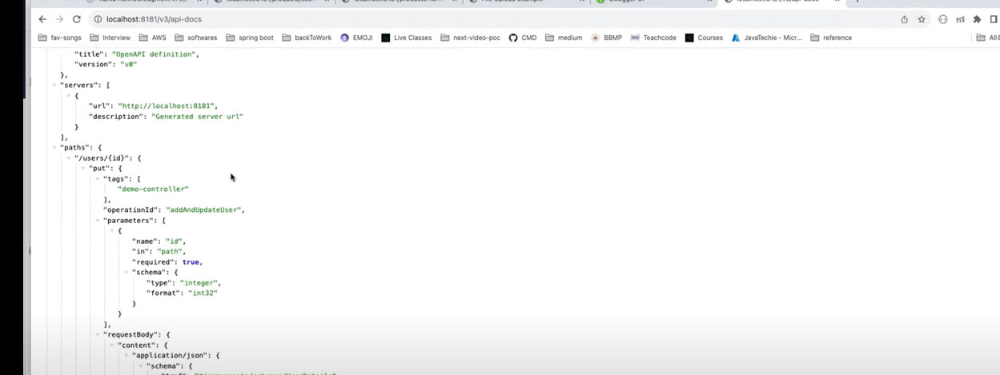 localhost:8181/v3/api-docs
fav-songs Interview AWS softwares spring boot backToWork EMOJI Live Classes next-video-poc CMD medium BBMP Teachcode Courses JavaTechie - Micr... reference All
"title": "OpenAPI definition",
"version": "v0"
},
"servers": [
{
"url": "http://localhost:8181",
"description": "Generated server url"
}
],
"paths": {
"/users/{id}": {
"put": {
"tags": [
"demo-controller"
],
"operationId": "addAndUpdateUser",
"parameters": [
{
"name": "id",
"in": "path",
"required": true,
"schema": {
"type": "integer",
"format": "int32"
}
}
],
"requestBody": {
"content": {
"application/json": {
"schema": {